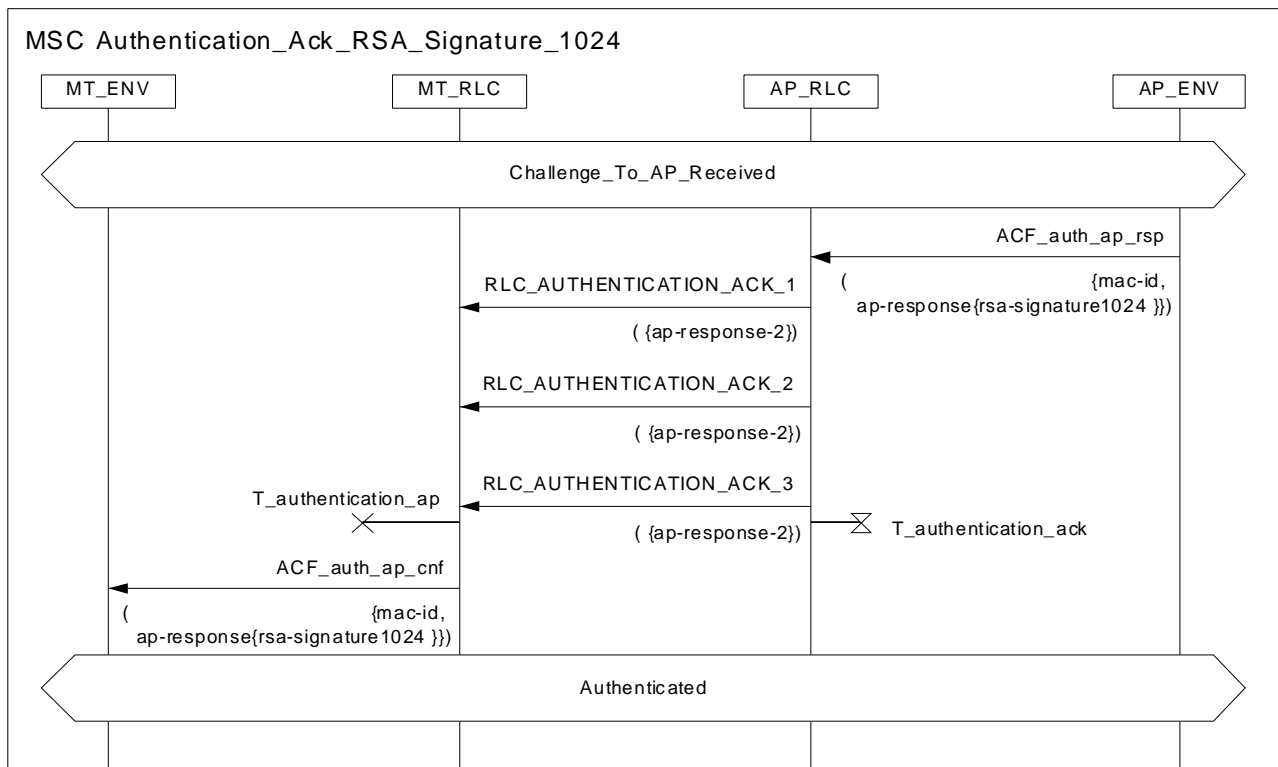 MSC Authentication_Ack_RSA_Signature_1024
MT_ENV MT_RLC AP_RLC AP_ENV
Challenge_To_AP_Received
ACF_auth_ap_rsp
( {mac-id,
ap-response{rsa-signature1024 }})
RLC_AUTHENTICATION_ACK_1
( {ap-response-2})
RLC_AUTHENTICATION_ACK_2
( {ap-response-2})
RLC_AUTHENTICATION_ACK_3
( {ap-response-2})
T_authentication_ap
T_authentication_ack
ACF_auth_ap_cnf
( {mac-id,
ap-response{rsa-signature1024 }})
Authenticated